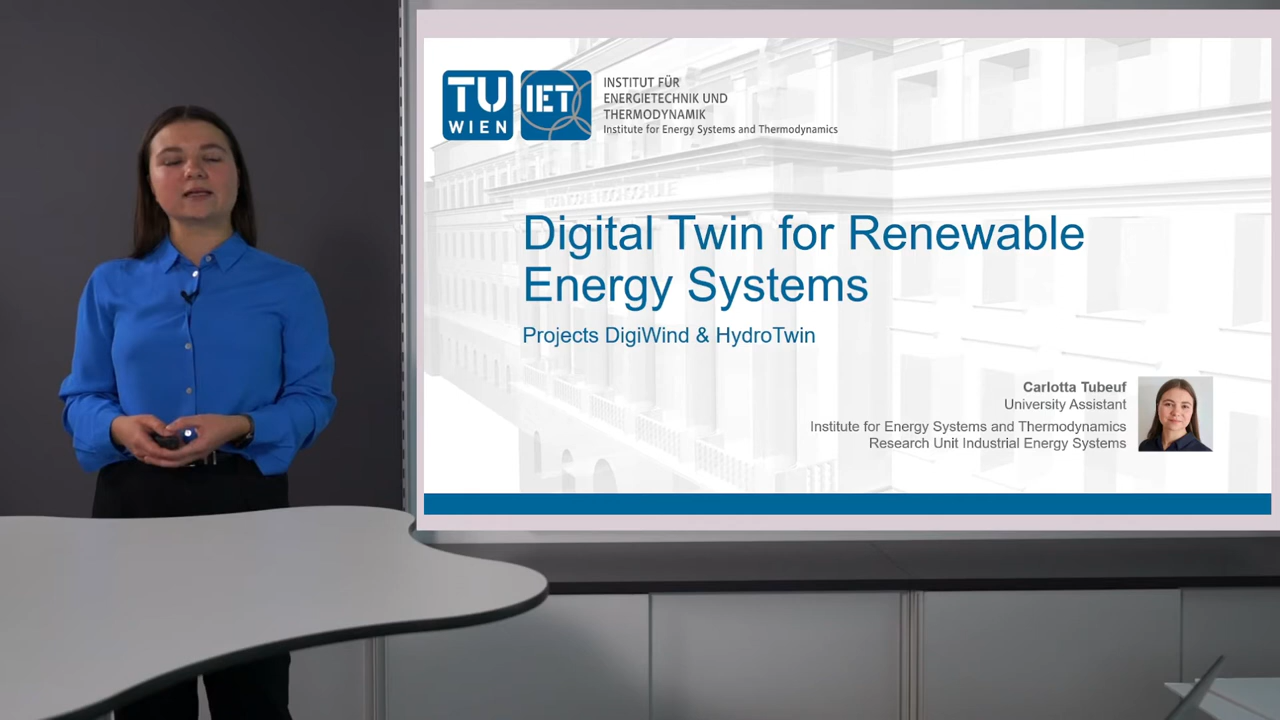 TU
WIEN
IET
INSTITUT FÜR
ENERGIETECHNIK UND
THERMODYNAMIK
Institute for Energy Systems and Thermodynamics
Digital Twin for Renewable
Energy Systems
Projects DigiWind & HydroTwin
Carlotta Tubeuf
University Assistant
Institute for Energy Systems and Thermodynamics
Research Unit Industrial Energy Systems